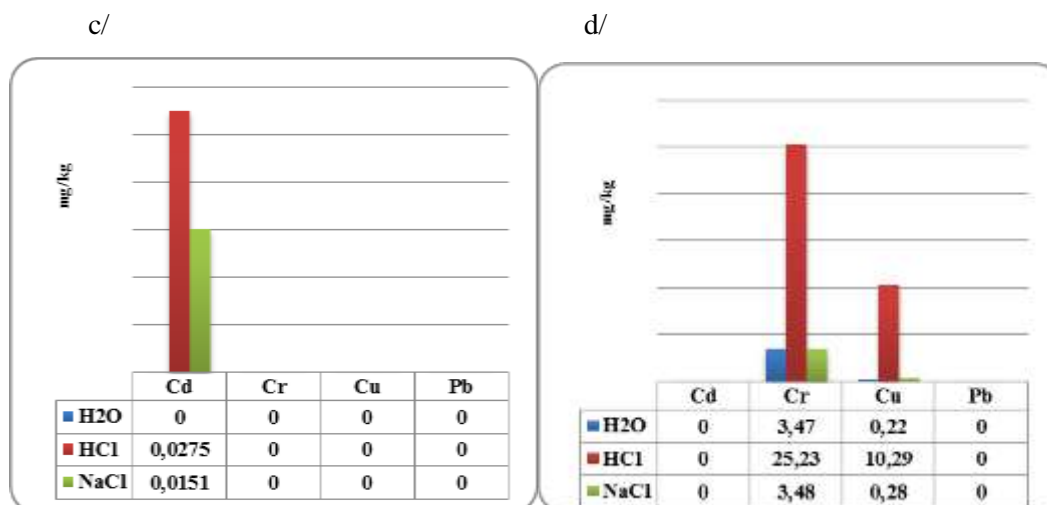 c/
d/
mg/kg
Cd Cr Cu Pb
H2O 0 0 0 0
HCl 0,0275 0 0 0
NaCl 0,0151 0 0 0
mg/kg
Cd Cr Cu Pb
H2O 0 3,47 0,22 0
HCl 0 25,23 10,29 0
NaCl 0 3,48 0,28 0